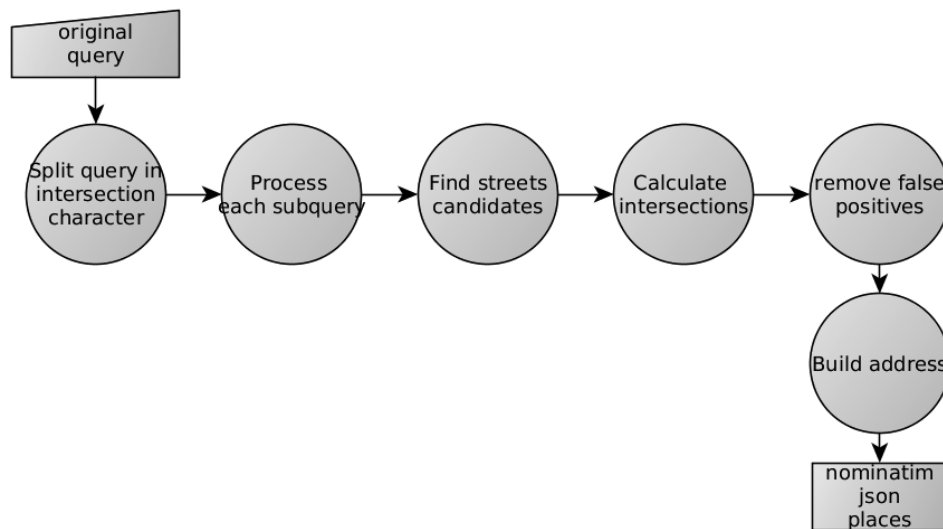 original
query
Split query in
intersection
character
Process
each subquery
Find streets
candidates
Calculate
intersections
remove false
positives
Build address
nominatim
json
places